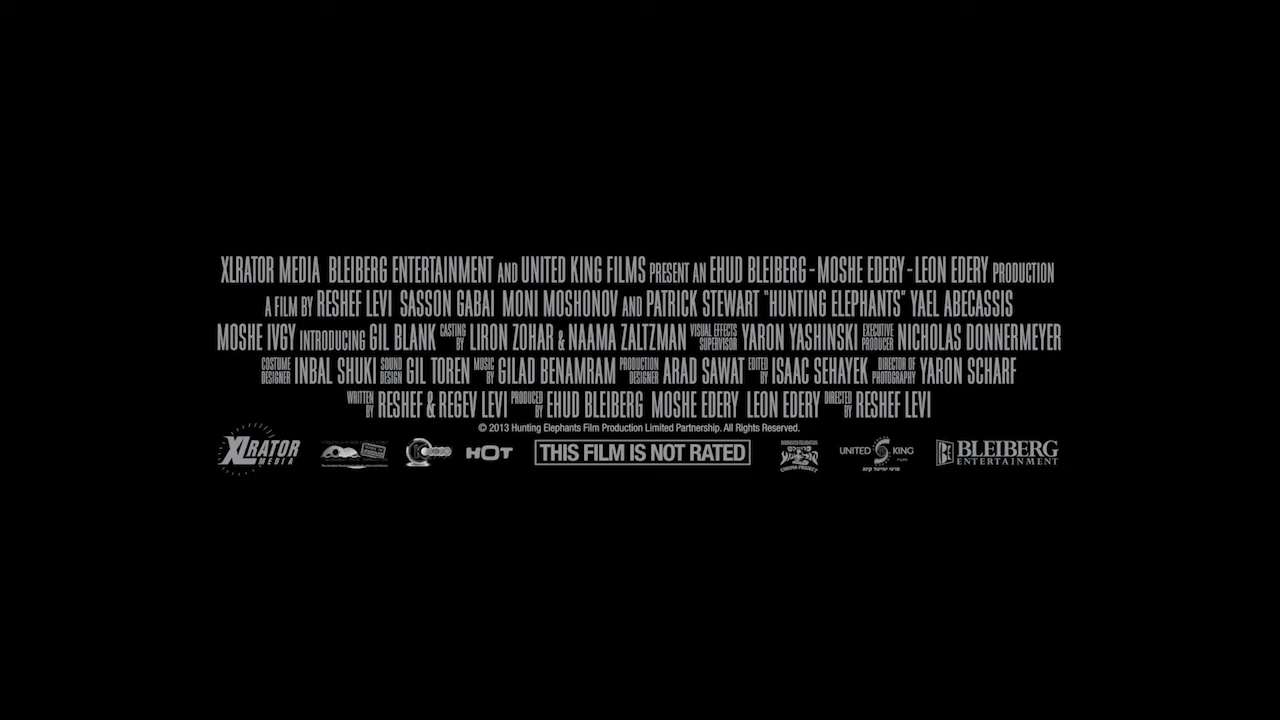 XLRATOR MEDIA BLEIBERG ENTERTAINMENT AND UNITED KING FILMS PRESENT AN EHUD BLEIBERG - MOSHE EDERY - LEON EDERY PRODUCTION
A FILM BY RESHEF LEVI SASSON GABAI MONI MOSHONOV AND PATRICK STEWART "HUNTING ELEPHANTS" YAEL ABECASSIS
MOSHE IVGY INTRODUCING GIL BLANK CASTING BY LIRON ZOHAR & NAAMA ZALTZMAN VISUAL EFFECTS SUPERVISOR YARON YASHINSKI EXECUTIVE PRODUCER NICHOLAS DONNERMEYER
COSTUME DESIGNER INBAL SHUKI SOUND DESIGN GIL TOREN MUSIC BY GILAD BENAMRAM PRODUCTION DESIGNER ARAD SAWAT EDITED BY ISAAC SEHAYEK DIRECTOR OF PHOTOGRAPHY YARON SCHARF
WRITTEN BY RESHEF & REGEV LEVI PRODUCED BY EHUD BLEIBERG MOSHE EDERY LEON EDERY DIRECTED BY RESHEF LEVI
© 2013 Hunting Elephants Film Production Limited Partnership. All Rights Reserved.
XLRATOR MEDIA HOT THIS FILM IS NOT RATED CINEMA PROJECT UNITED KING FILMS BLEIBERG ENTERTAINMENT